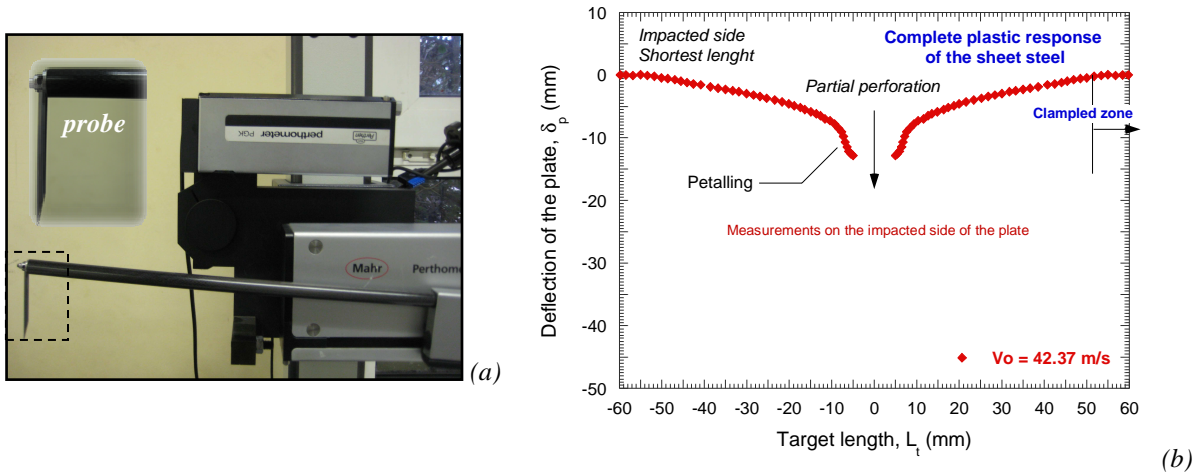 probe
perthometer PGK
Mahr
Perthome
(a)
10
0
-10
-20
-30
-40
-50
Deflection of the plate, δ_p (mm)
Impacted side
Shortest lenght
Complete plastic response
of the sheet steel
Partial perforation
Clampled zone
Petalling
Measurements on the impacted side of the plate
Vo = 42.37 m/s
-60 -50 -40 -30 -20 -10 0 10 20 30 40 50 60
Target length, L_t (mm)
(b)